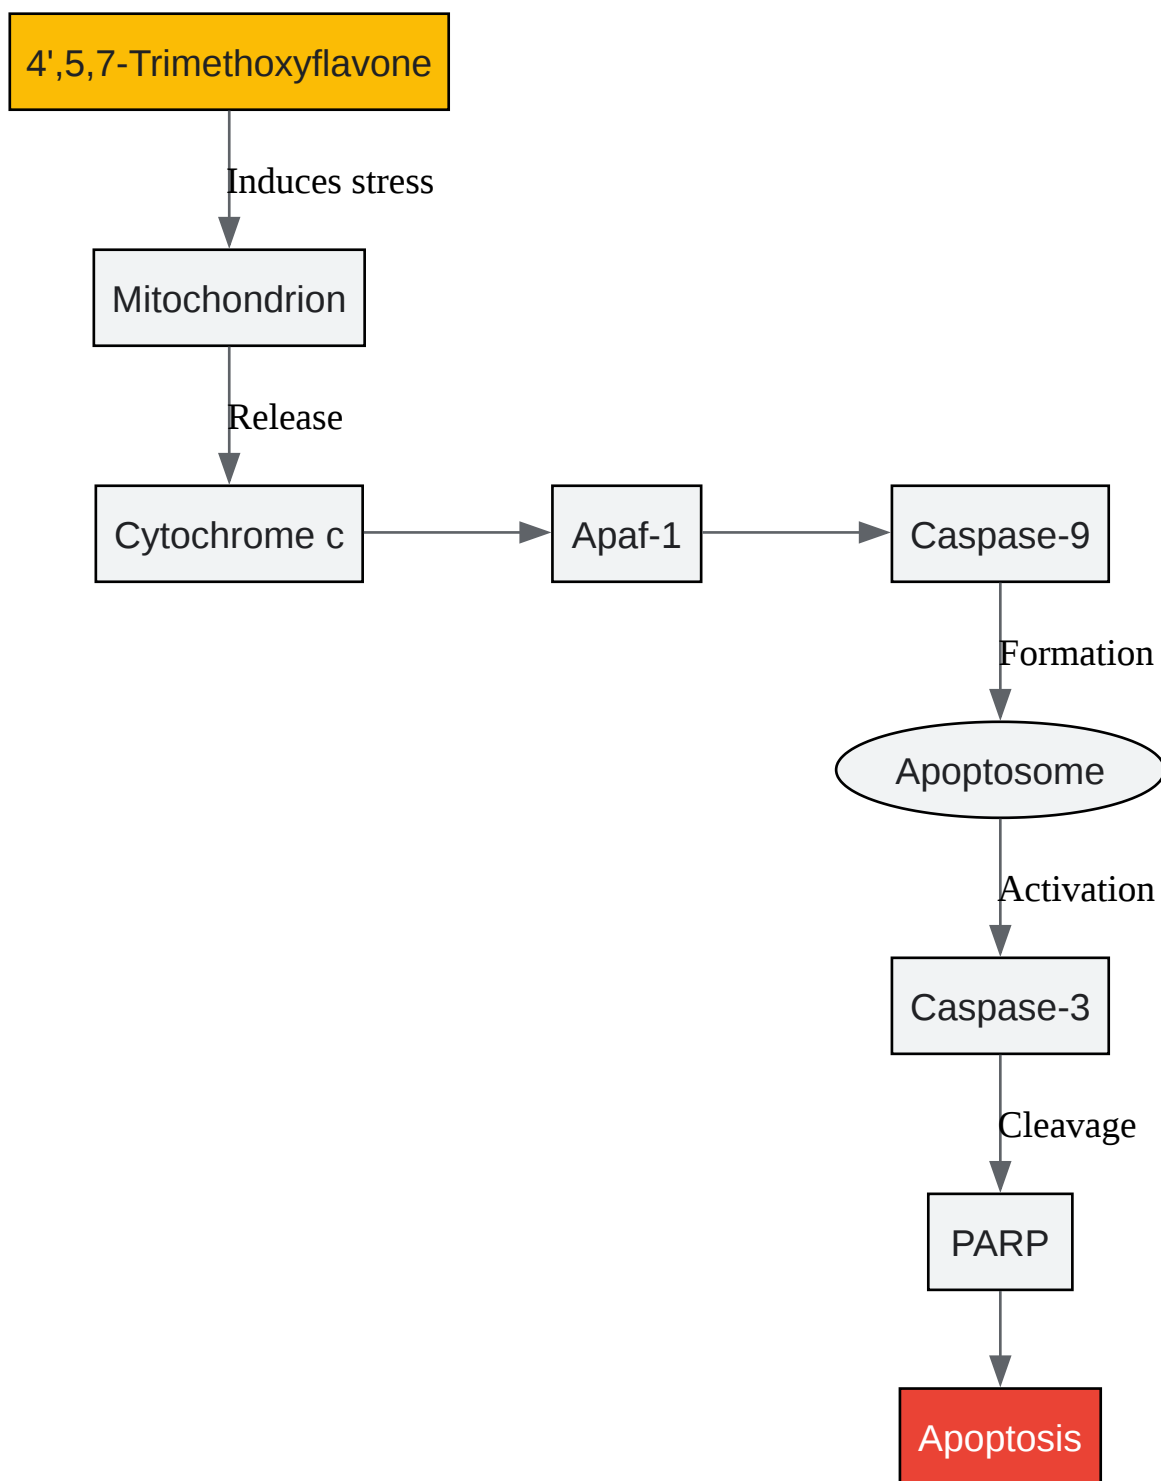 4',5,7-Trimethoxyflavone
Induces stress
Mitochondrion
Release
Cytochrome c
Apaf-1
Caspase-9
Formation
Apoptosome
Activation
Caspase-3
Cleavage
PARP
Apoptosis